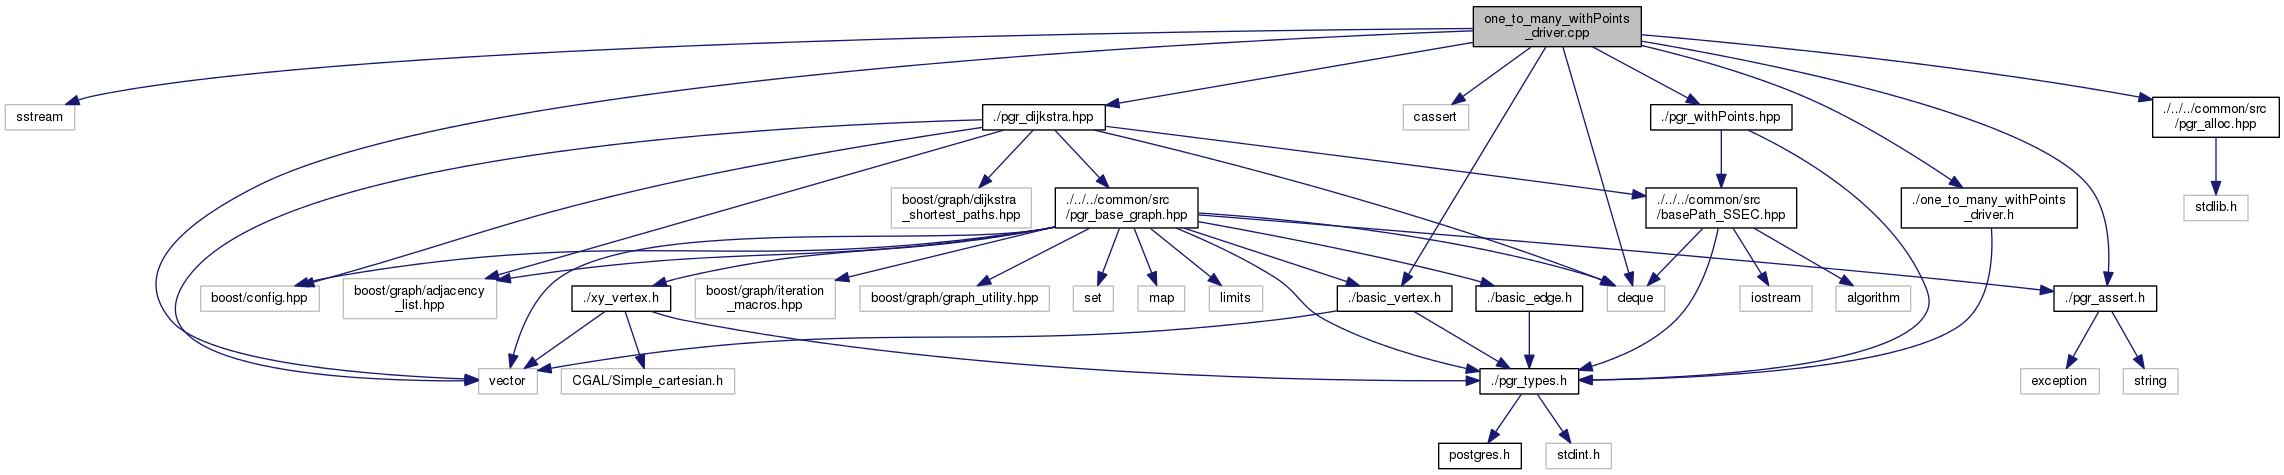 one_to_many_withPoints
_driver.cpp
sstream
./pgr_dijkstra.hpp
cassert
./pgr_withPoints.hpp
./../../common/src
/pgr_alloc.hpp
boost/graph/dijkstra
_shortest_paths.hpp
./../../common/src
/pgr_base_graph.hpp
./../../common/src
/basePath_SSEC.hpp
./one_to_many_withPoints
_driver.h
stdlib.h
boost/config.hpp
boost/graph/adjacency
_list.hpp
./xy_vertex.h
boost/graph/iteration
_macros.hpp
boost/graph/graph_utility.hpp
set
map
limits
./basic_vertex.h
./basic_edge.h
deque
iostream
algorithm
./pgr_assert.h
vector
CGAL/Simple_cartesian.h
./pgr_types.h
exception
string
postgres.h
stdint.h